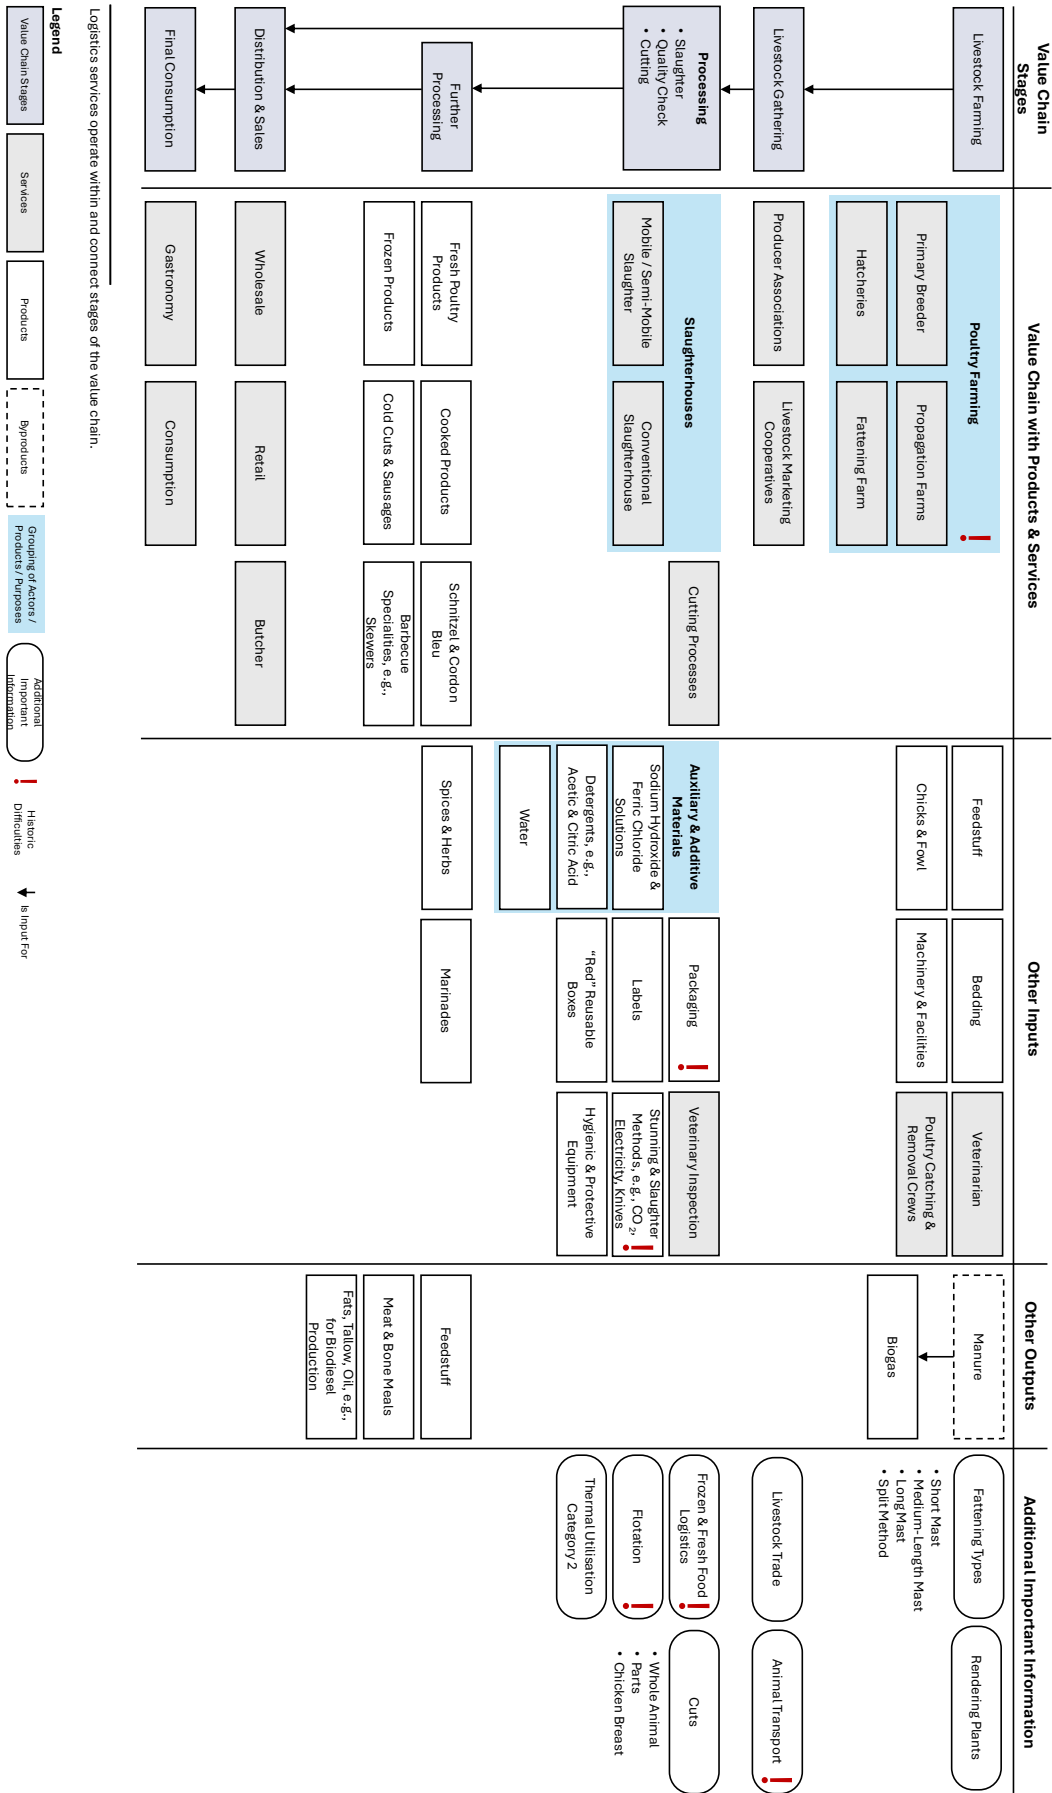 Value Chain
Stages
Value Chain with Products & Services
Other Inputs
Other Outputs
Additional Important Information
Livestock Farming
Poultry Farming
!
Primary Breeder
Propagation Farms
Hatcheries
Fattening Farm
Feedstuff
Bedding
Veterinarian
Chicks & Fowl
Machinery & Facilities
Poultry Catching &
Removal Crews
Manure
Biogas
Fattening Types
• Short Mast
• Medium-Length Mast
• Long Mast
• Split Method
Rendering Plants
Livestock Gathering
Producer Associations
Livestock Marketing
Cooperatives
Livestock Trade
Animal Transport
!
Processing
• Slaughter
• Quality Check
• Cutting
Slaughterhouses
Mobile / Semi-Mobile
Slaughter
Conventional
Slaughterhouse
Cutting Processes
Auxiliary & Additive
Materials
Sodium Hydroxide &
Ferric Chloride
Solutions
Detergents, e.g.,
Acetic & Citric Acid
Water
Packaging
!
Labels
"Red" Reusable
Boxes
Veterinary Inspection
Stunning & Slaughter
Methods, e.g., CO₂,
Electricity, Knives
!
Hygienic & Protective
Equipment
Frozen & Fresh Food
Logistics
!
Flotation
!
Thermal Utilisation
Category 2
Cuts
• Whole Animal
• Parts
• Chicken Breast
Further
Processing
Fresh Poultry
Products
Cooked Products
Schnitzel & Cordon
Bleu
Frozen Products
Cold Cuts & Sausages
Barbecue
Specialities, e.g.,
Skewers
Spices & Herbs
Marinades
Feedstuff
Meat & Bone Meals
Fats, Tallow, Oil, e.g.,
for Biodiesel
Production
Distribution & Sales
Wholesale
Retail
Butcher
Final Consumption
Gastronomy
Consumption
Logistics services operate within and connect stages of the value chain.
Legend
Value Chain Stages
Services
Products
Byproducts
Grouping of Actors /
Products / Purposes
Additional
Important
Information
!
Historic
Difficulties
Is Input For